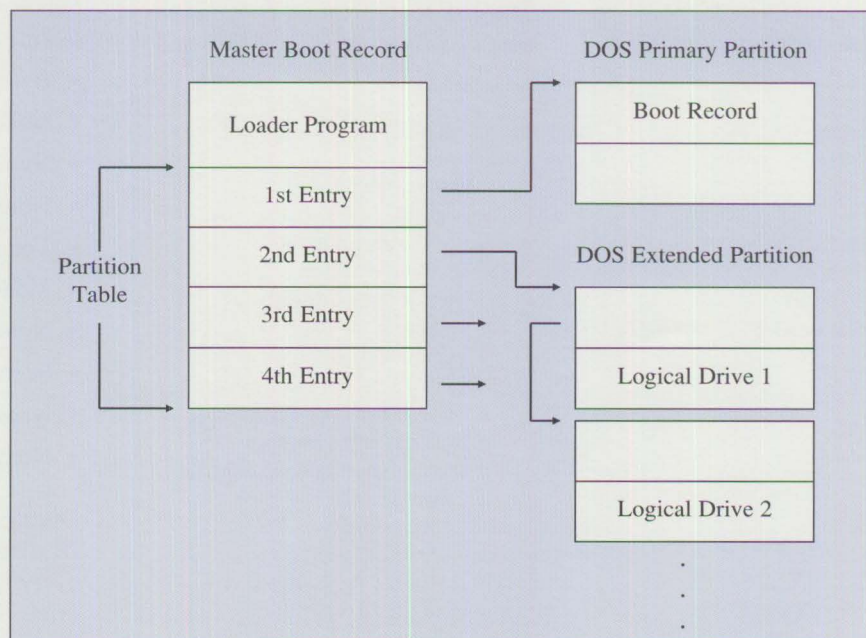 Master Boot Record
Loader Program
1st Entry
2nd Entry
3rd Entry
4th Entry
Partition
Table
DOS Primary Partition
Boot Record
DOS Extended Partition
Logical Drive 1
Logical Drive 2